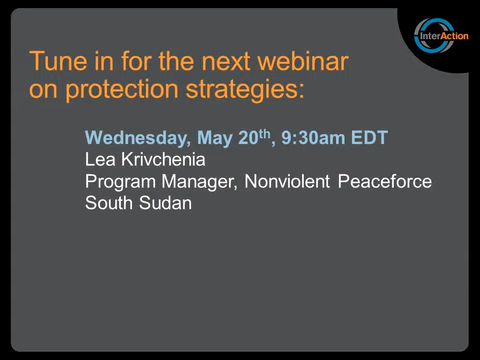 InterAction
Tune in for the next webinar
on protection strategies:
Wednesday, May 20th, 9:30am EDT
Lea Krivchenia
Program Manager, Nonviolent Peaceforce
South Sudan